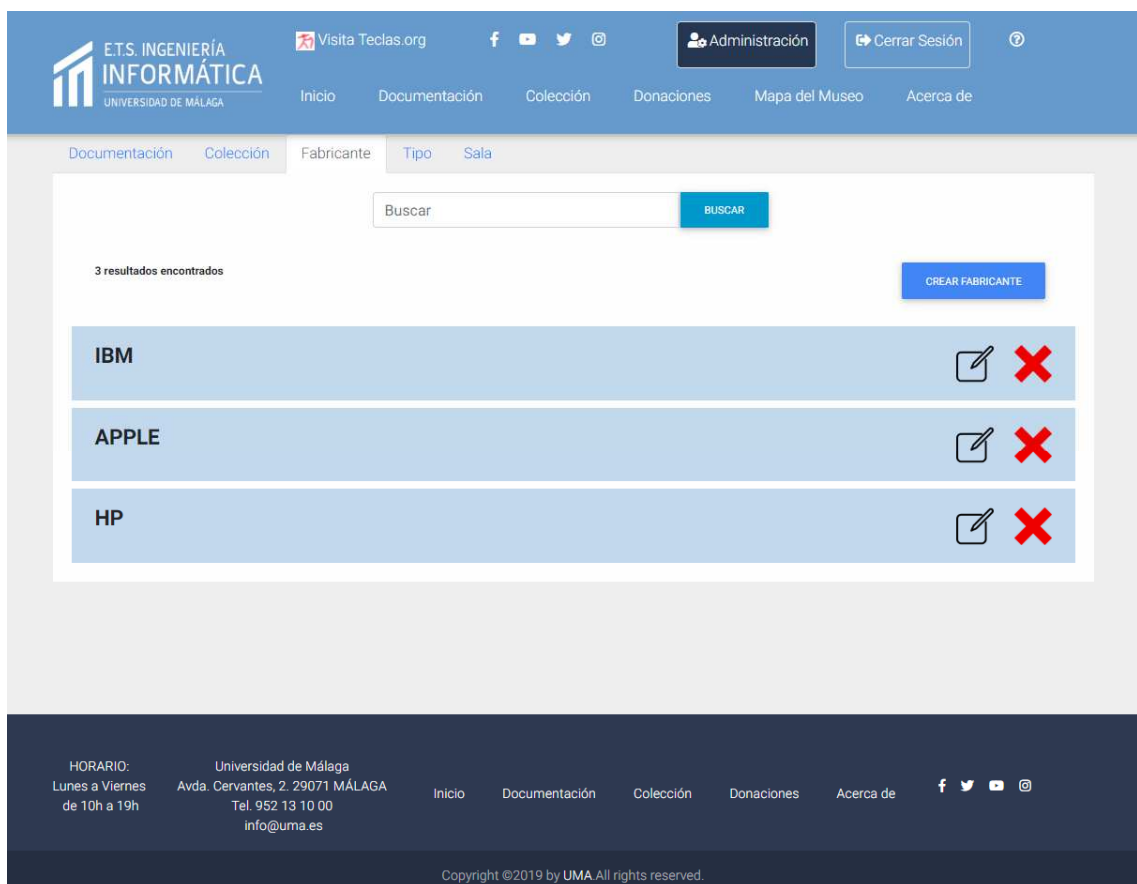 E.T.S. INGENIERÍA
INFORMÁTICA
UNIVERSIDAD DE MÁLAGA
Visita Teclas.org
Administración
Cerrar Sesión
Inicio Documentación Colección Donaciones Mapa del Museo Acerca de
Documentación Colección Fabricante Tipo Sala
Buscar BUSCAR
3 resultados encontrados
CREAR FABRICANTE
IBM
APPLE
HP
HORARIO:
Lunes a Viernes
de 10h a 19h
Universidad de Málaga
Avda. Cervantes, 2. 29071 MÁLAGA
Tel. 952 13 10 00
info@uma.es
Inicio Documentación Colección Donaciones Acerca de
Copyright ©2019 by UMA.All rights reserved.